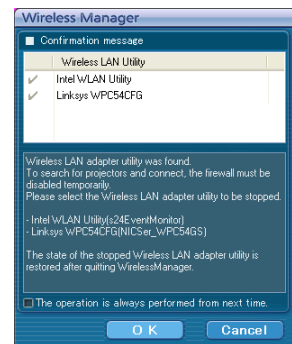 Wireless Manager
Confirmation message
Wireless LAN Utility
Intel WLAN Utility
Linksys WPC54CFG
Wireless LAN adapter utility was found.
To search for projectors and connect, the firewall must be
disabled temporarily.
Please select the Wireless LAN adapter utility to be stopped.
- Intel WLAN Utility(s24EventMonitor)
- Linksys WPC54CFG(NICSer_WPC54GS)
The state of the stopped Wireless LAN adapter utility is
restored after quitting WirelessManager.
The operation is always performed from next time.
O K
Cancel